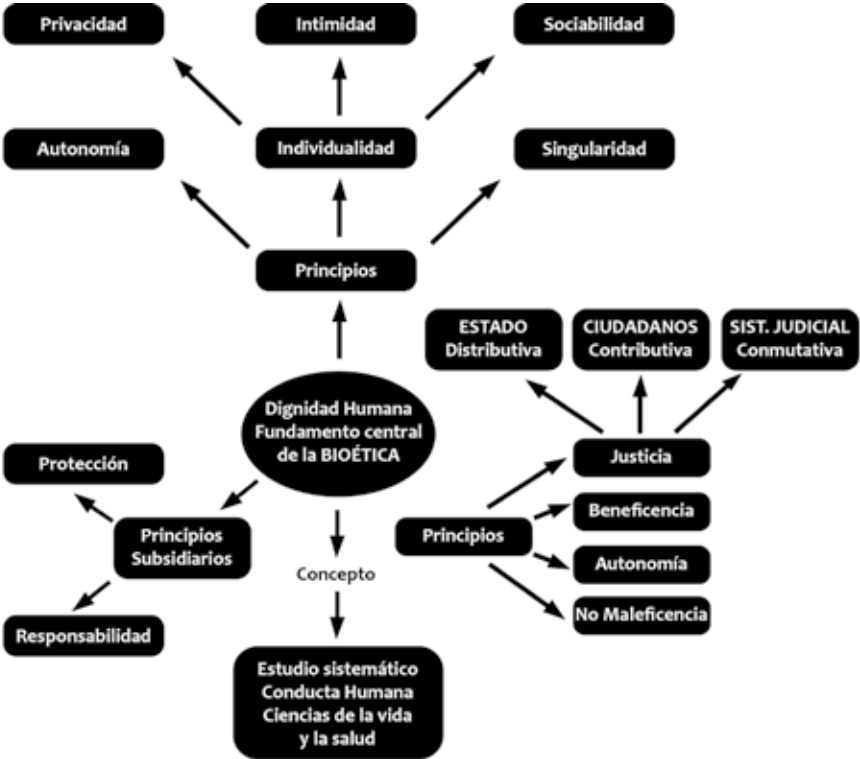 Privacidad
Intimidad
Sociabilidad
Autonomía
Individualidad
Singularidad
Principios
ESTADO
Distributiva
CIUDADANOS
Contributiva
SIST. JUDICIAL
Conmutativa
Dignidad Humana
Fundamento central
de la BIOÉTICA
Justicia
Protección
Beneficencia
Principios
Subsidiarios
Principios
Autonomía
Concepto
No Maleficencia
Responsabilidad
Estudio sistemático
Conducta Humana
Ciencias de la vida
y la salud